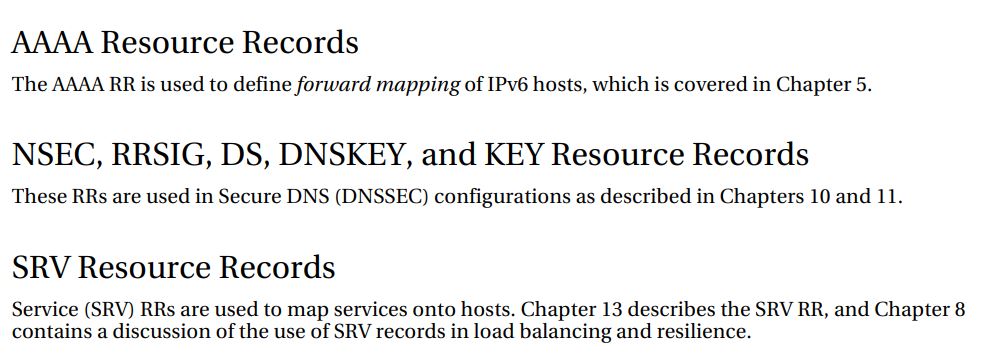 AAAA Resource Records
The AAAA RR is used to define forward mapping of IPv6 hosts, which is covered in Chapter 5.
NSEC, RRSIG, DS, DNSKEY, and KEY Resource Records
These RRs are used in Secure DNS (DNSSEC) configurations as described in Chapters 10 and 11.
SRV Resource Records
Service (SRV) RRs are used to map services onto hosts. Chapter 13 describes the SRV RR, and Chapter 8
contains a discussion of the use of SRV records in load balancing and resilience.